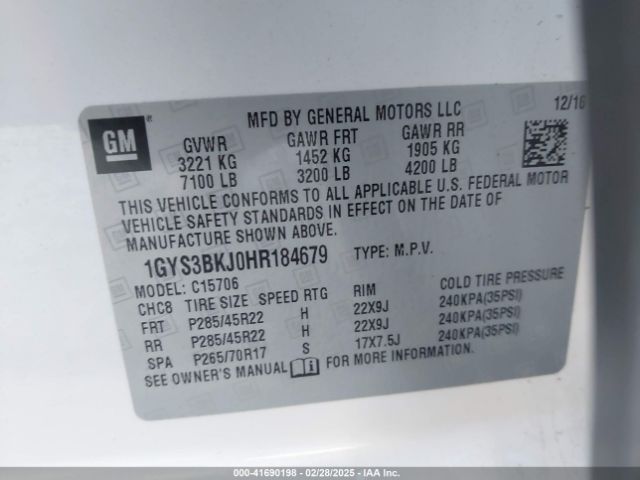 GM
®
MFD BY GENERAL MOTORS LLC 12/16
GVWR GAWR FRT GAWR RR
3221 KG 1452 KG 1905 KG
7100 LB 3200 LB 4200 LB
THIS VEHICLE CONFORMS TO ALL APPLICABLE U.S. FEDERAL MOTOR
VEHICLE SAFETY STANDARDS IN EFFECT ON THE DATE OF
MANUFACTURE SHOWN ABOVE.
1GYS3BKJ0HR184679 TYPE: M.P.V.
MODEL: C15706
CHC8 TIRE SIZE SPEED RTG RIM COLD TIRE PRESSURE
FRT P285/45R22 H 22X9J 240KPA(35PSI)
RR P285/45R22 H 22X9J 240KPA(35PSI)
SPA P265/70R17 S 17X7.5J 240KPA(35PSI)
SEE OWNER'S MANUAL FOR MORE INFORMATION.
000-41690198 - 02/28/2025 - IAA Inc.